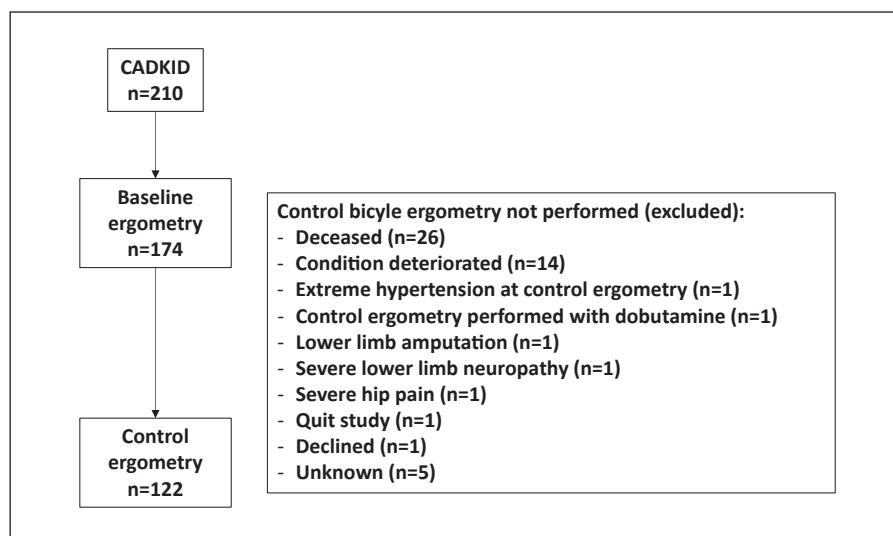 CADKID
n=210
Baseline
ergometry
n=174
Control bicyle ergometry not performed (excluded):
- Deceased (n=26)
- Condition deteriorated (n=14)
- Extreme hypertension at control ergometry (n=1)
- Control ergometry performed with dobutamine (n=1)
- Lower limb amputation (n=1)
- Severe lower limb neuropathy (n=1)
- Severe hip pain (n=1)
- Quit study (n=1)
- Declined (n=1)
- Unknown (n=5)
Control
ergometry
n=122